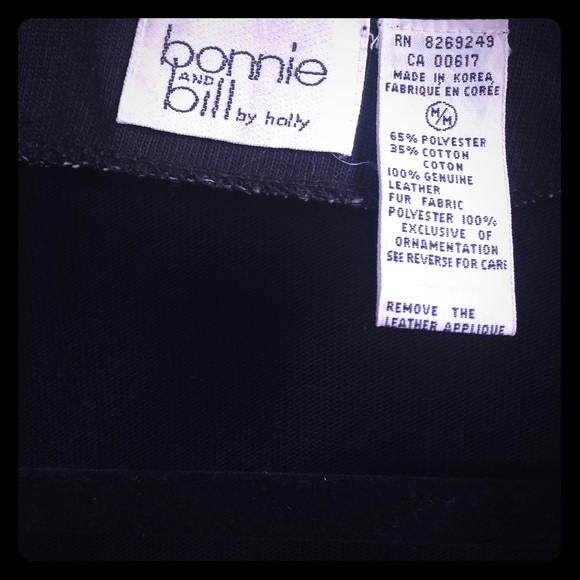 bonnie
AND
bill by holly
RN 8269249
CA 00617
MADE IN KOREA
FABRIQUE EN CORÉE
M/M
65% POLYESTER
35% COTTON
COTON
100% GENUINE
LEATHER
FUR FABRIC
POLYESTER 100%
EXCLUSIVE OF
ORNAMENTATION
SEE REVERSE FOR CARE
REMOVE THE
LEATHER APPLIQUE